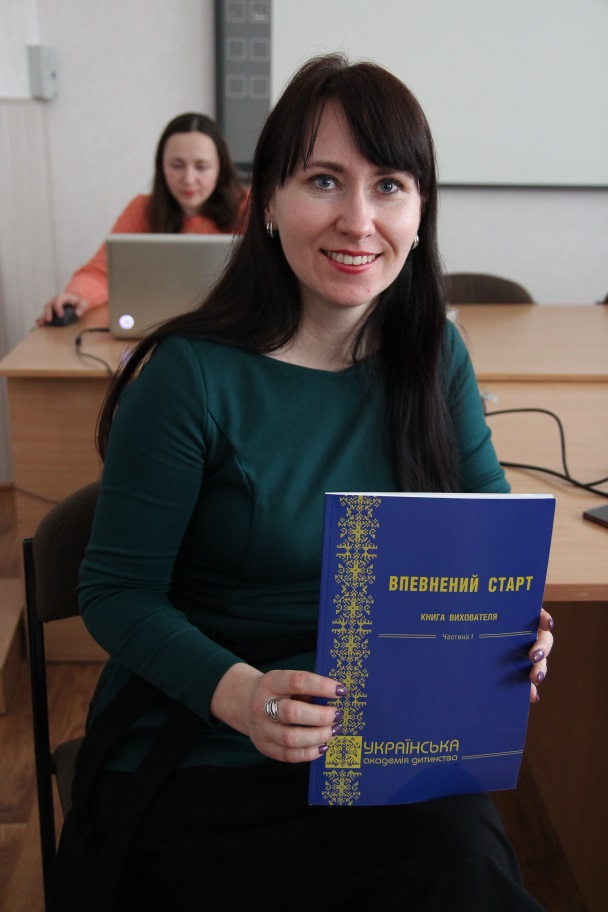 ВПЕВНЕНИЙ СТАРТ
КНИГА ВИХОВАТЕЛЯ
Частина І
УКРАЇНСЬКА
академія дитинства